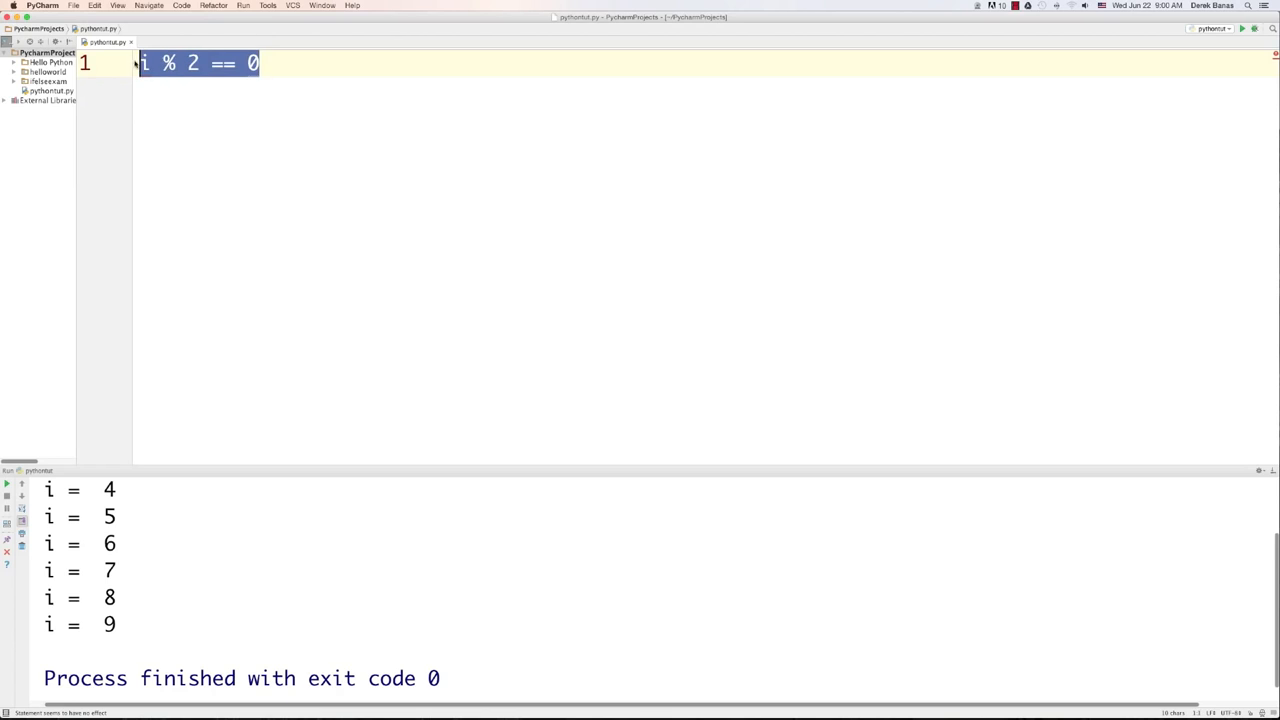 PyCharm File Edit View Navigate Code Refactor Run Tools VCS Window Help 10 Wed Jun 22 9:00 AM Derek Banas
pythontut.py - PycharmProjects - [~/PycharmProjects]
PycharmProjects pythontut.py pythontut
pythontut.py
PycharmProject
Hello Python
helloworld
ifelseexam
pythontut.py
External Librarie
1 i % 2 == 0
Run pythontut
i = 4
i = 5
i = 6
i = 7
i = 8
i = 9
Process finished with exit code 0
Statement seems to have no effect 10 chars 1:1 LF÷ UTF-8÷